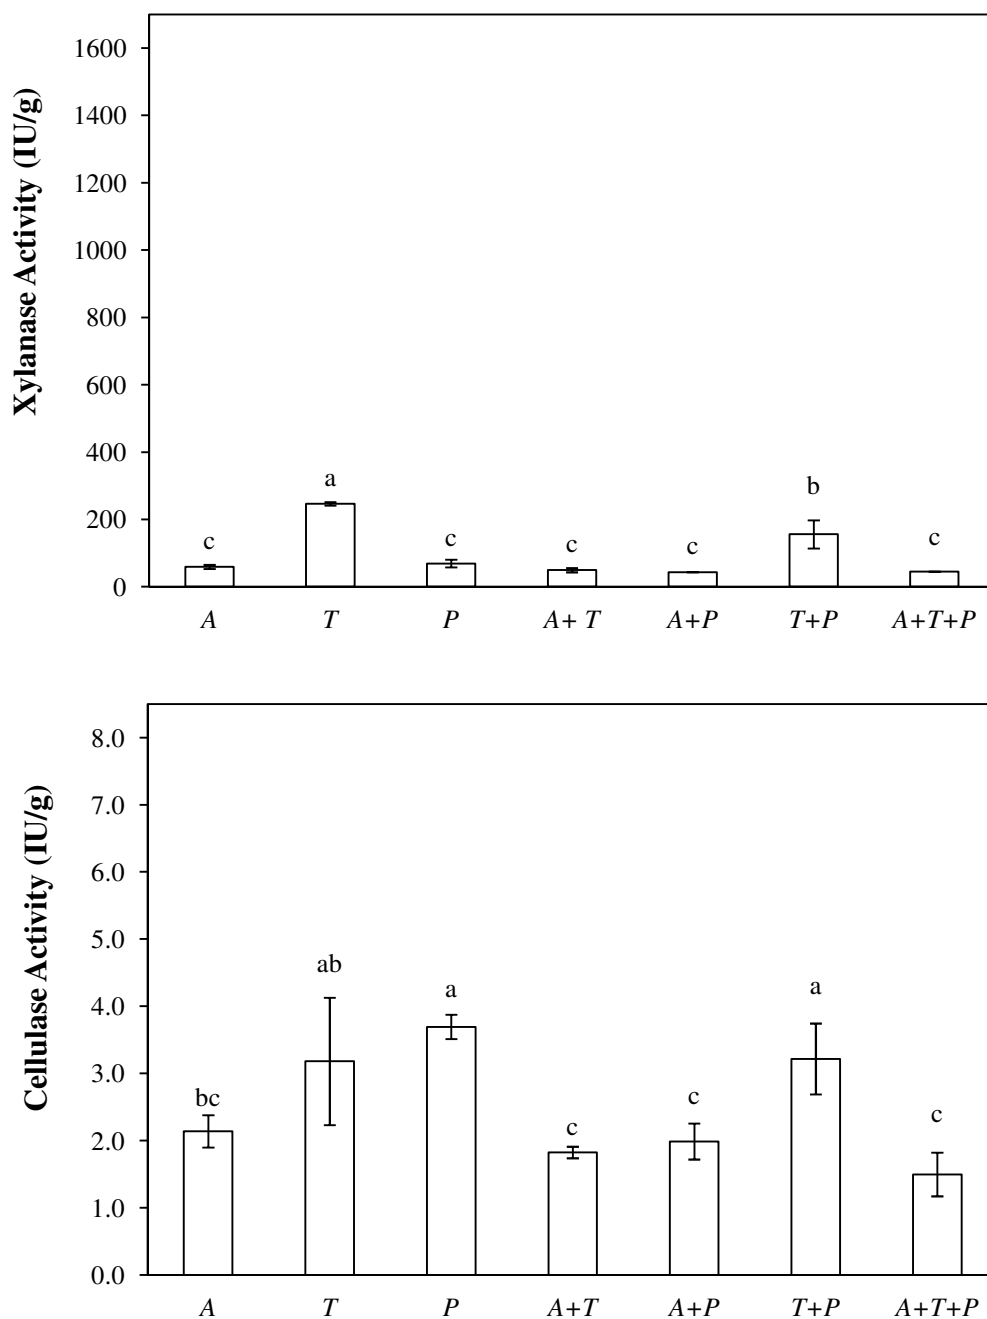 Xylanase Activity (IU/g)
1600
1400
1200
1000
800
600
400
200
0
c
a
c
c
c
b
c
A
T
P
A+ T
A+P
T+P
A+T+P
Cellulase Activity (IU/g)
8.0
7.0
6.0
5.0
4.0
3.0
2.0
1.0
0.0
bc
ab
a
c
c
a
c
A
T
P
A+T
A+P
T+P
A+T+P